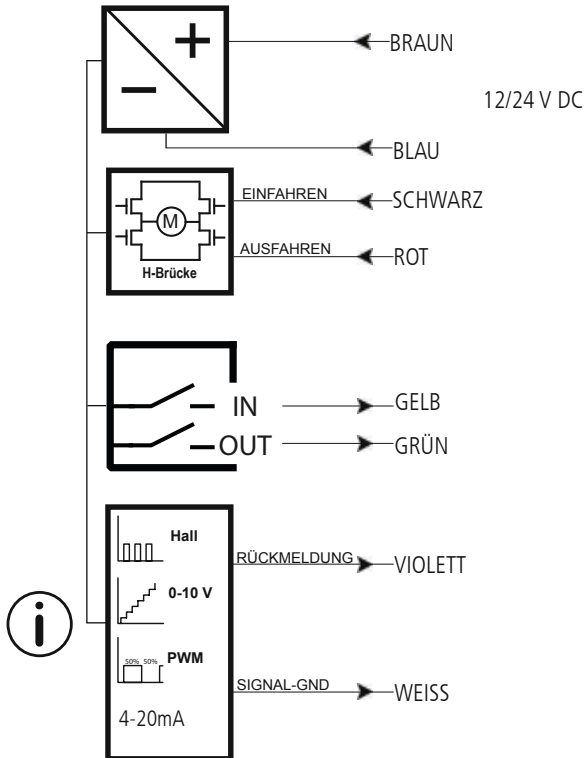 +
BRAUN
12/24 V DC
−
BLAU
EINFAHREN
SCHWARZ
M
AUSFAHREN
ROT
H-Brücke
IN
GELB
OUT
GRÜN
Hall
RÜCKMELDUNG
VIOLETT
0-10 V
i
50% 50%
PWM
SIGNAL-GND
WEISS
4-20mA